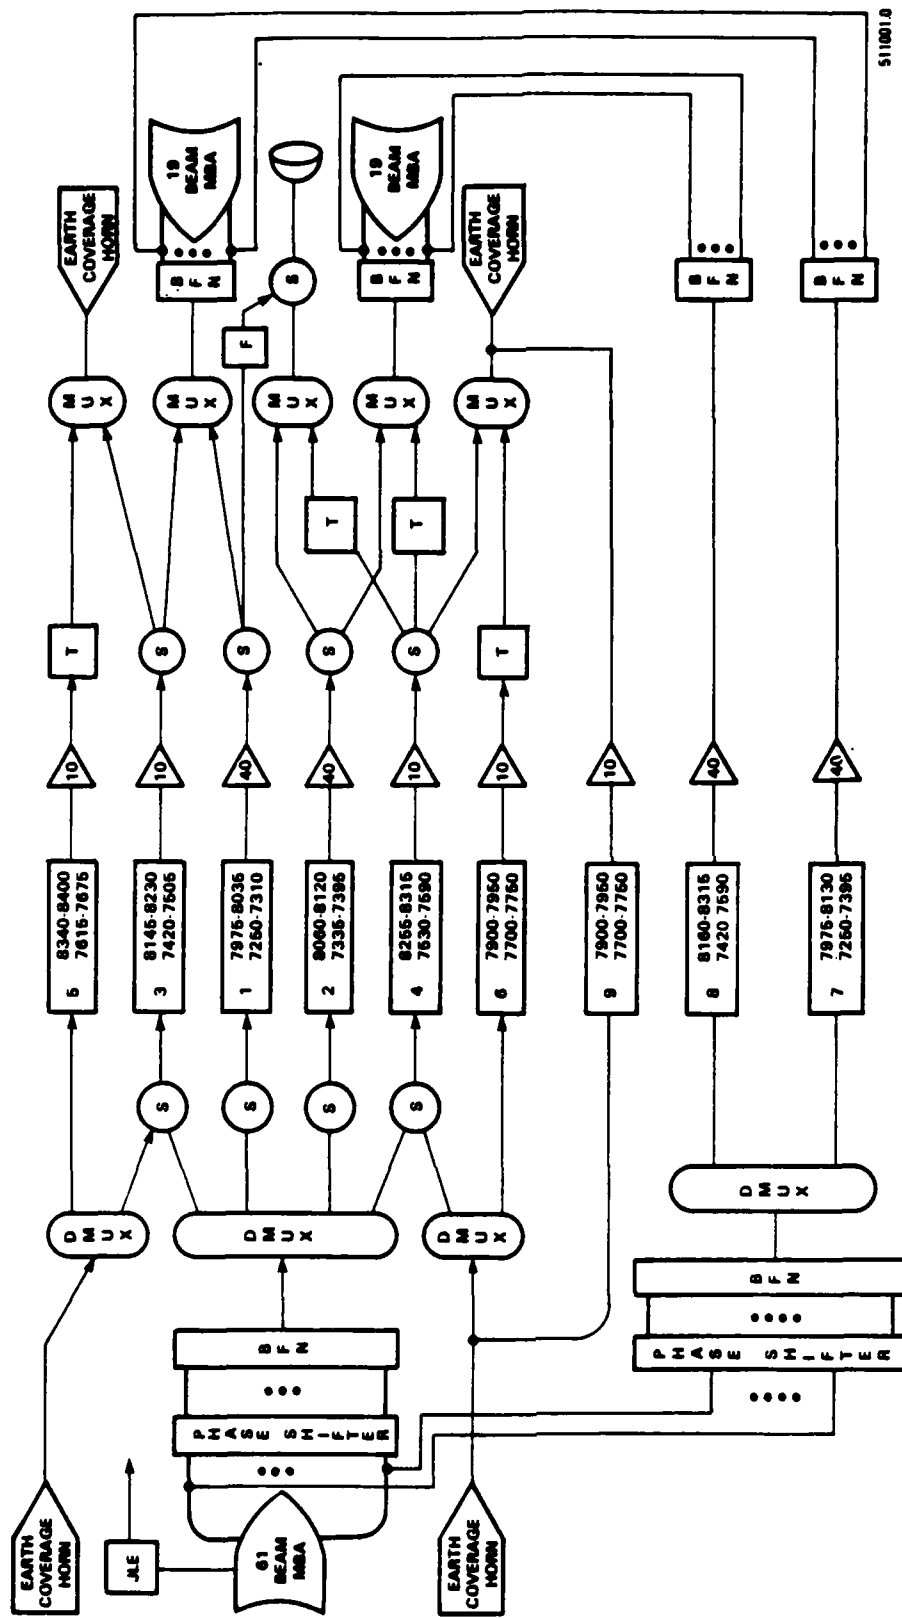 EARTH
COVERAGE
HORN
JLE
61
BEAM
MBA
EARTH
COVERAGE
HORN
PHASE SHIFTER
BFN
PHASE SHIFTER
BFN
DMUX
DMUX
DMUX
DMUX
S
S
S
S
5 8340-8400
7615-7675
3 8145-8230
7420-7505
1 7975-8035
7250-7310
2 8060-8120
7335-7395
4 8255-8315
7530-7590
6 7900-7950
7700-7750
9 7900-7950
7700-7750
8 8160-8315
7420 7590
7 7975-8130
7250-7395
10
10
40
40
10
10
10
40
40
T
S
S
S
S
T
T
T
F
MUX
MUX
MUX
MUX
MUX
S
BFN
BFN
BFN
BFN
EARTH
COVERAGE
HORN
19
BEAM
MBA
19
BEAM
MBA
EARTH
COVERAGE
HORN
511001.0